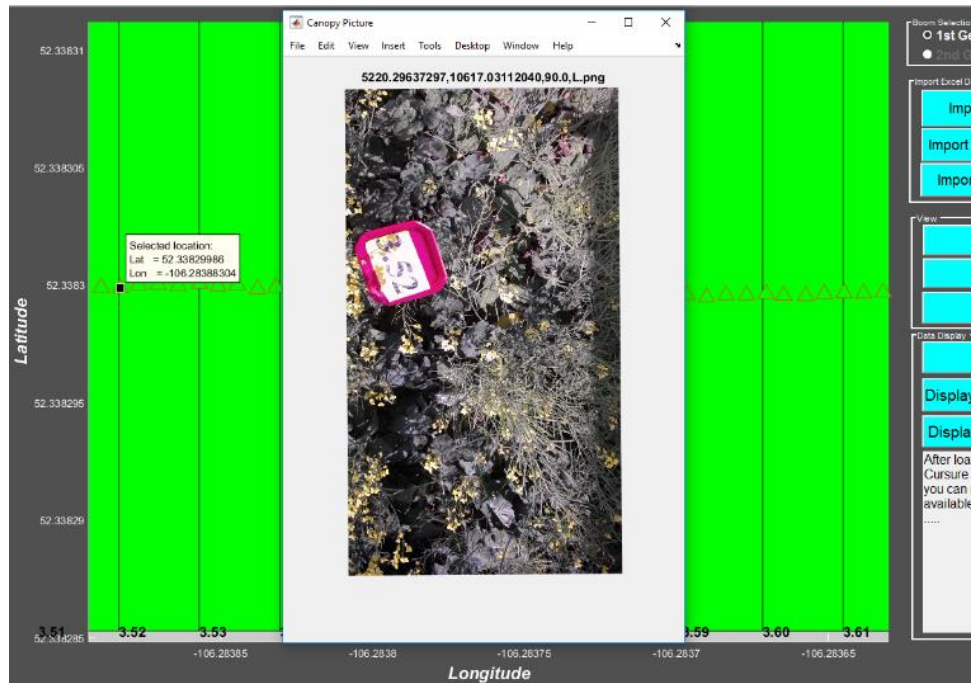 Canopy Picture
File Edit View Insert Tools Desktop Window Help
5220.29637297,10617.03112040,90.0,L.png
52
Selected location:
Lat = 52.33829986
Lon = -106.28388304
Latitude
52.33831
52.338305
52.3383
52.338295
52.33829
52.338285
3.51 3.52 3.53 3.59 3.60 3.61
-106.28385 -106.2838 -106.28375 -106.2837 -106.28365
Longitude
Boom Selection
1st Ge
2nd G
Import Excel D
Imp
Import
Impor
View
Data Display
Display
Displa
After loa
Cursure
you can
available
.....